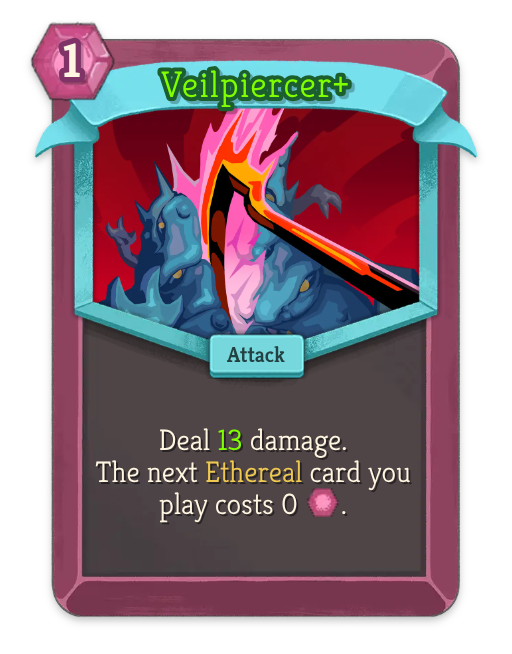 1
Veilpiercer+
Attack
Deal 13 damage.
The next Ethereal card you
play costs 0 .